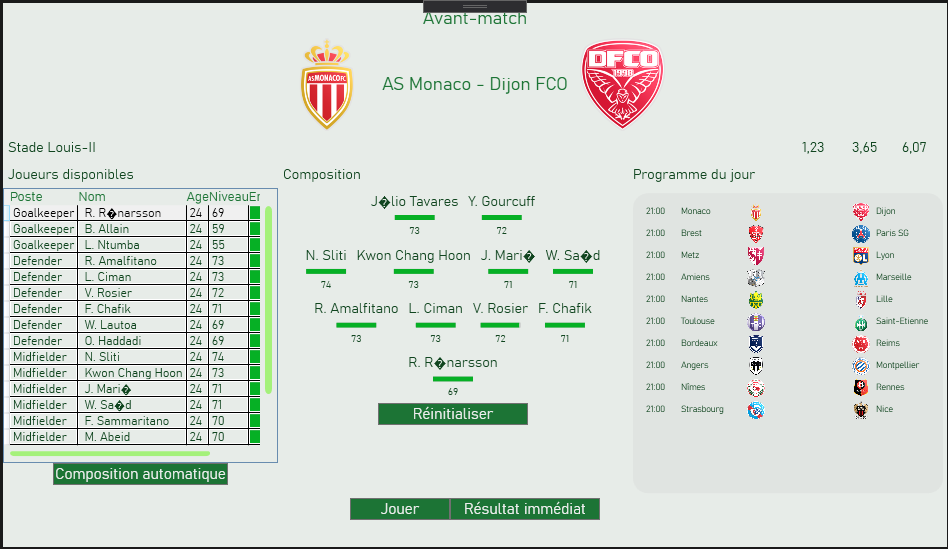 Avant-match
AS MONACO FC
DFCO
1998
AS Monaco - Dijon FCO
Stade Louis-II
1,23 3,65 6,07
Joueurs disponibles
Poste Nom Age Niveau Er
Goalkeeper R. R�narsson 24 69
Goalkeeper B. Allain 24 59
Goalkeeper L. Ntumba 24 55
Defender R. Amalfitano 24 73
Defender L. Ciman 24 73
Defender V. Rosier 24 72
Defender F. Chafik 24 71
Defender W. Lautoa 24 69
Defender O. Haddadi 24 69
Midfielder N. Sliti 24 74
Midfielder Kwon Chang Hoon 24 73
Midfielder J. Mari� 24 71
Midfielder W. Sa�d 24 71
Midfielder F. Sammaritano 24 70
Midfielder M. Abeid 24 70
Composition automatique
Composition
J�lio Tavares Y. Gourcuff
73 72
N. Sliti Kwon Chang Hoon J. Mari� W. Sa�d
74 73 71 71
R. Amalfitano L. Ciman V. Rosier F. Chafik
73 73 72 71
R. R�narsson
69
Réinitialiser
Programme du jour
21:00 Monaco Dijon
21:00 Brest Paris SG
21:00 Metz Lyon
21:00 Amiens Marseille
21:00 Nantes Lille
21:00 Toulouse Saint-Etienne
21:00 Bordeaux Reims
21:00 Angers Montpellier
21:00 Nîmes Rennes
21:00 Strasbourg Nice
Jouer
Résultat immédiat